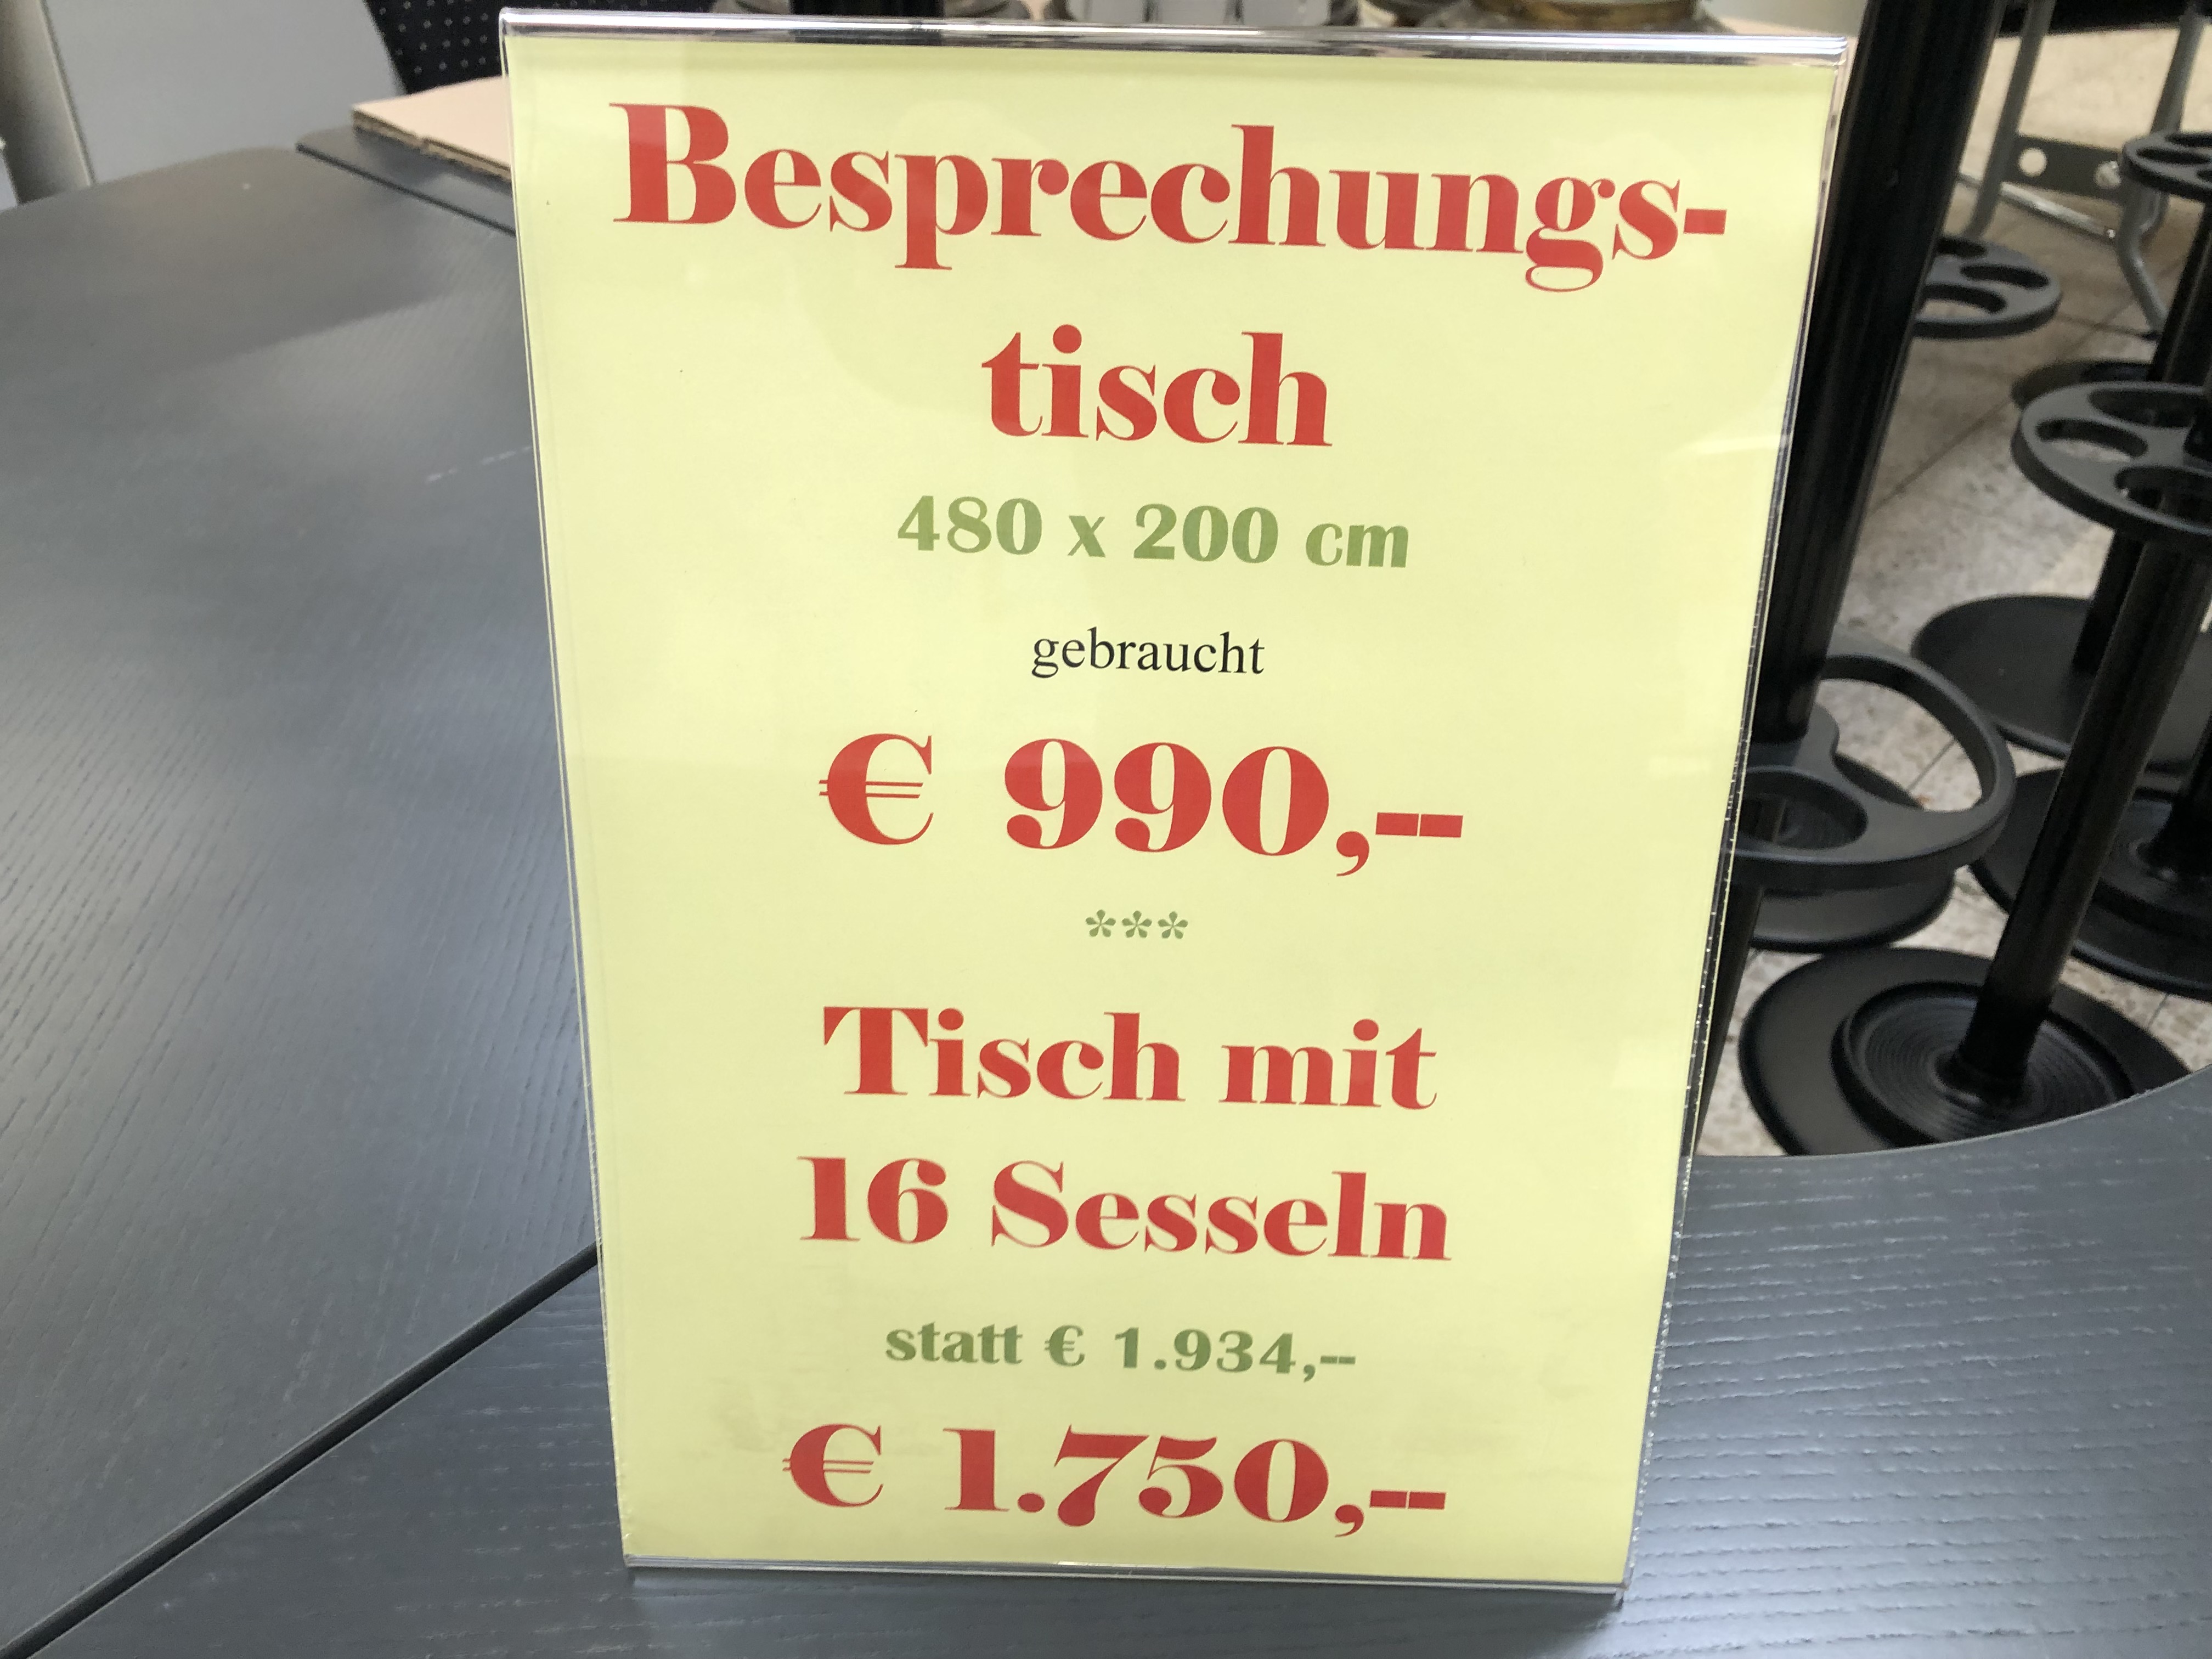 Besprechungs-
tisch
480 x 200 cm
gebraucht
€ 990,--
***
Tisch mit
16 Sesseln
statt € 1.934,--
€ 1.750,--